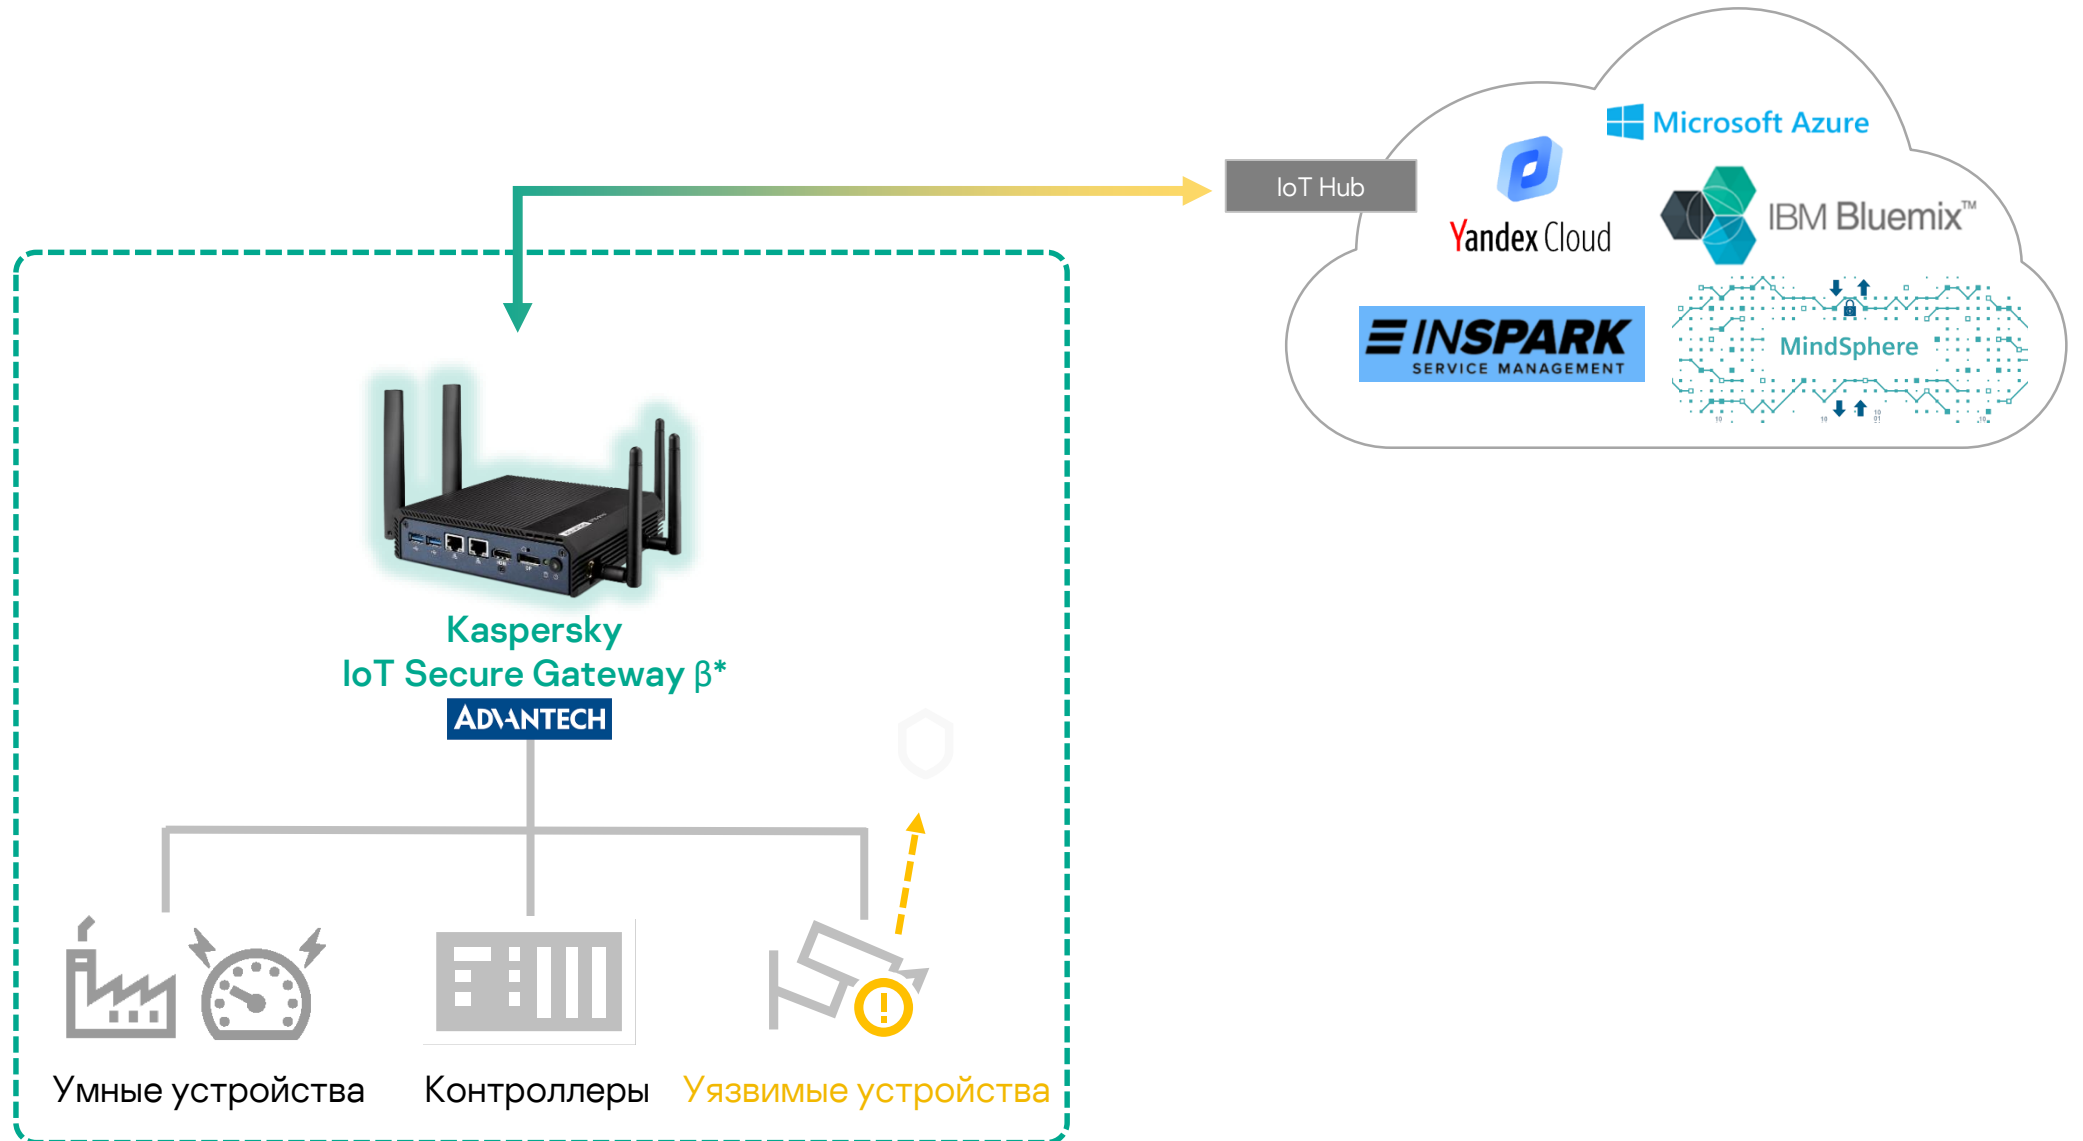 Microsoft Azure
IoT Hub
Yandex Cloud
IBM Bluemix™
INSPARK
SERVICE MANAGEMENT
MindSphere
Kaspersky
IoT Secure Gateway β*
ADVANTECH
Умные устройства
Контроллеры
Уязвимые устройства